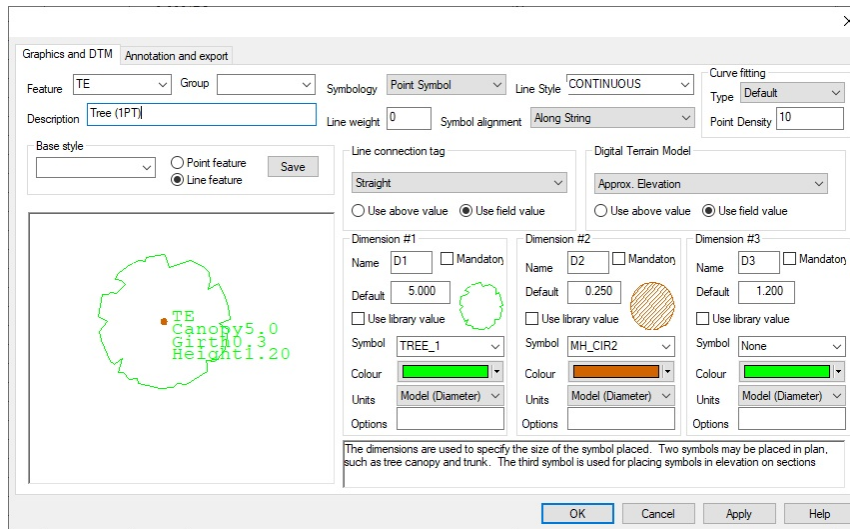 Graphics and DTM Annotation and export
Feature TE Group Symbology Point Symbol Line Style CONTINUOUS
Curve fitting
Type Default
Description Tree (1PT) Line weight 0 Symbol alignment Along String
Point Density 10
Base style
Point feature
Line feature
Save
Line connection tag
Straight
Use above value Use field value
Digital Terrain Model
Approx. Elevation
Use above value Use field value
TE
Canopy5.0
Girth0.3
Height1.20
Dimension #1
Name D1 Mandatory
Default 5.000
Use library value
Symbol TREE_1
Colour
Units Model (Diameter)
Options
Dimension #2
Name D2 Mandatory
Default 0.250
Use library value
Symbol MH_CIR2
Colour
Units Model (Diameter)
Options
Dimension #3
Name D3 Mandatory
Default 1.200
Use library value
Symbol None
Colour
Units Model (Diameter)
Options
The dimensions are used to specify the size of the symbol placed. Two symbols may be placed in plan,
such as tree canopy and trunk. The third symbol is used for placing symbols in elevation on sections
OK Cancel Apply Help